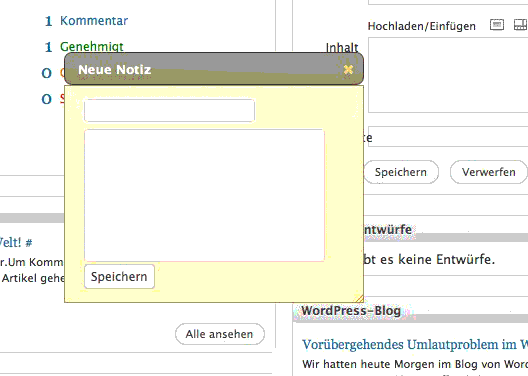 1 Kommentar
1 Genehmigt
0
0
Hochladen/Einfügen
Inhalt
Neue Notiz
Speichern
Speichern
Verwerfen
Entwürfe
bt es keine Entwürfe.
Welt! #
r.Um Komm
Artikel gehe
Alle ansehen
WordPress-Blog
Vorübergehendes Umlautproblem im W
Wir hatten heute Morgen im Blog von Word